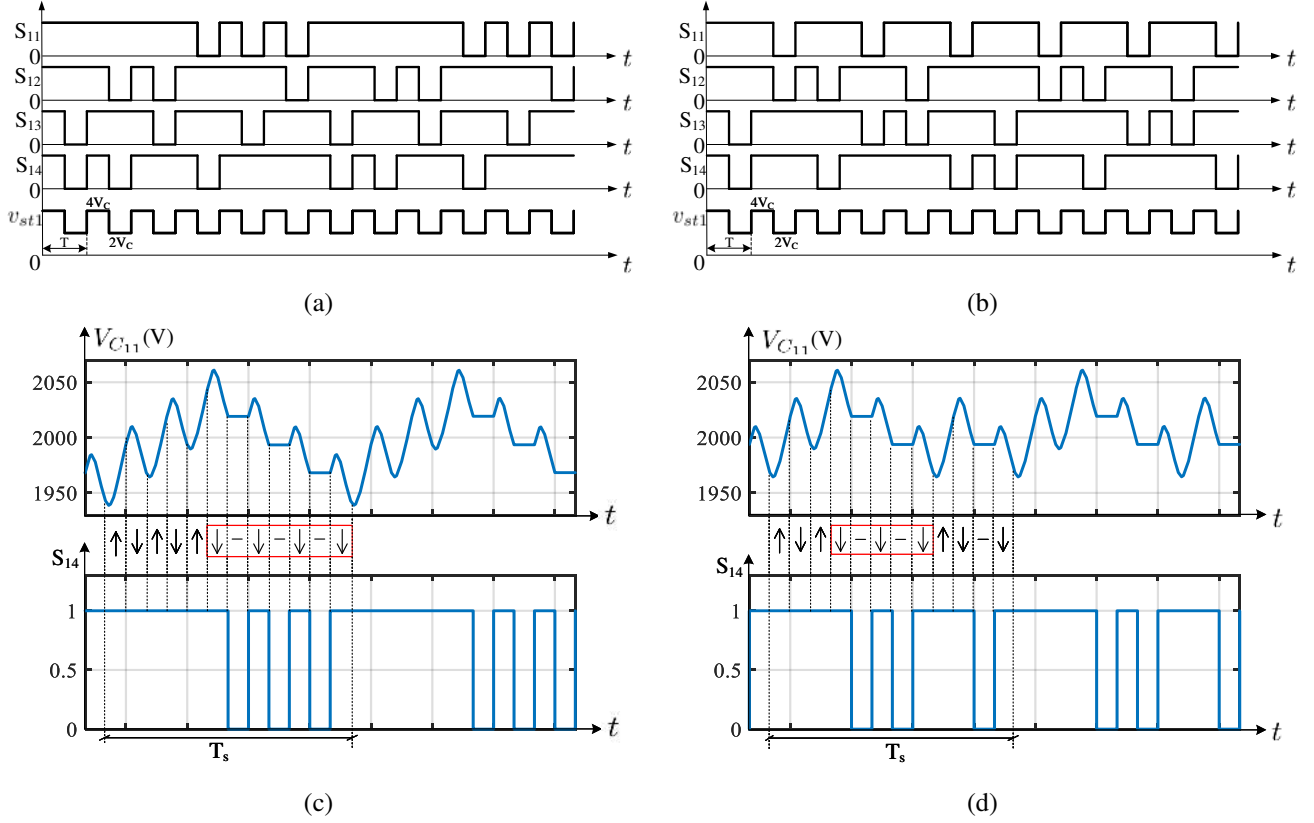 S11
0
t
S12
0
t
S13
0
t
S14
0
t
4VC
vst1
2VC
T
0
t
(a)
S11
0
t
S12
0
t
S13
0
t
S14
0
t
4VC
vst1
2VC
T
0
t
(b)
VC11(V)
2050
2000
1950
t
↑ ↓ ↑ ↓ ↑ ↓ – ↓ – ↓ – ↓
S14
1
0.5
0
t
Ts
(c)
VC11(V)
2050
2000
1950
t
↑ ↓ ↑ ↓ – ↓ – ↓ ↑ ↓ – ↓
S14
1
0.5
0
t
Ts
(d)